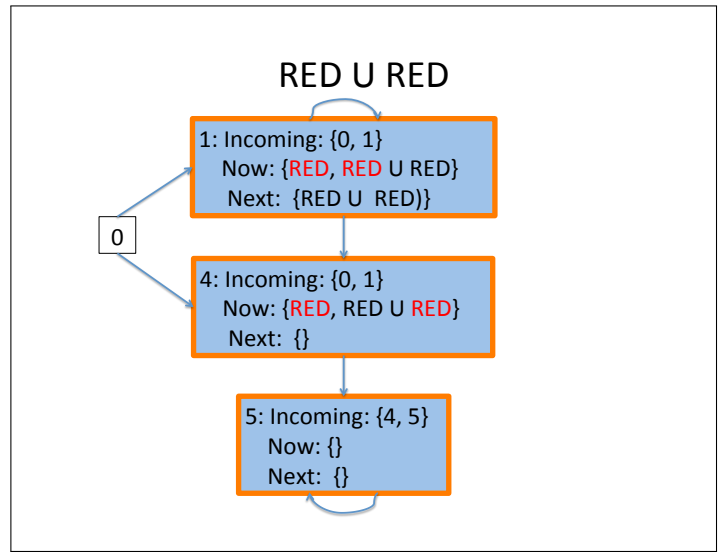 RED U RED
1: Incoming: {0, 1}
Now: {RED, RED U RED}
Next: {RED U RED)}
0
4: Incoming: {0, 1}
Now: {RED, RED U RED}
Next: {}
5: Incoming: {4, 5}
Now: {}
Next: {}